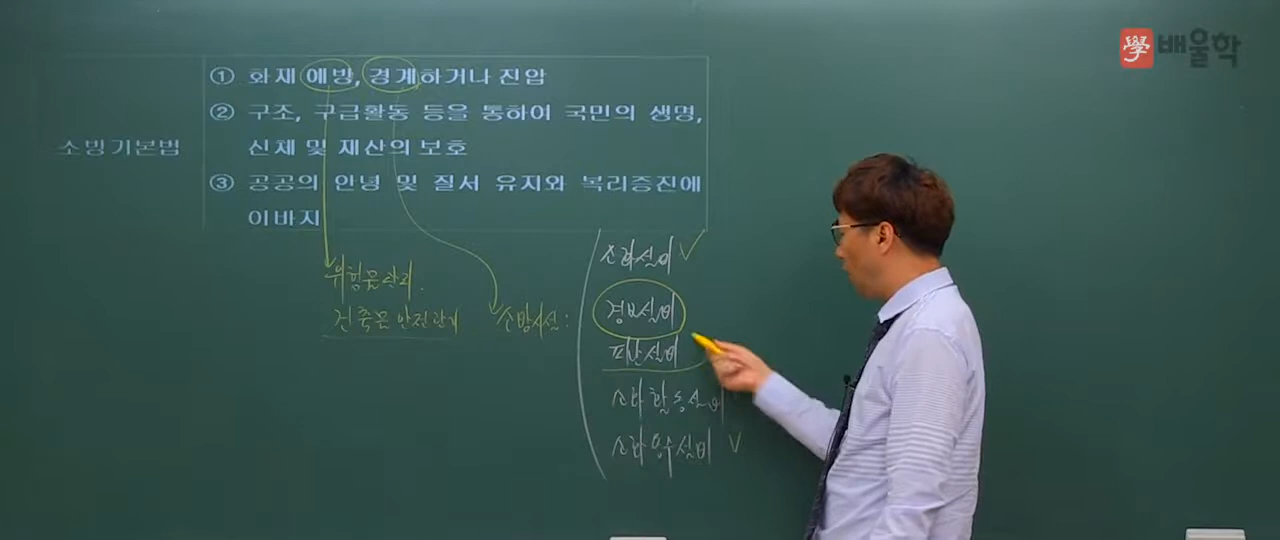 學 배울학
소방기본법
① 화재 예방, 경계하거나 진압
② 구조, 구급활동 등을 통하여 국민의 생명,
신체 및 재산의 보호
③ 공공의 안녕 및 질서 유지와 복리증진에
이바지
위험물관리.
건축물 안전관리
소방시설:
소화설비
경보설비
피난설비
소화활동설비
소화용수설비